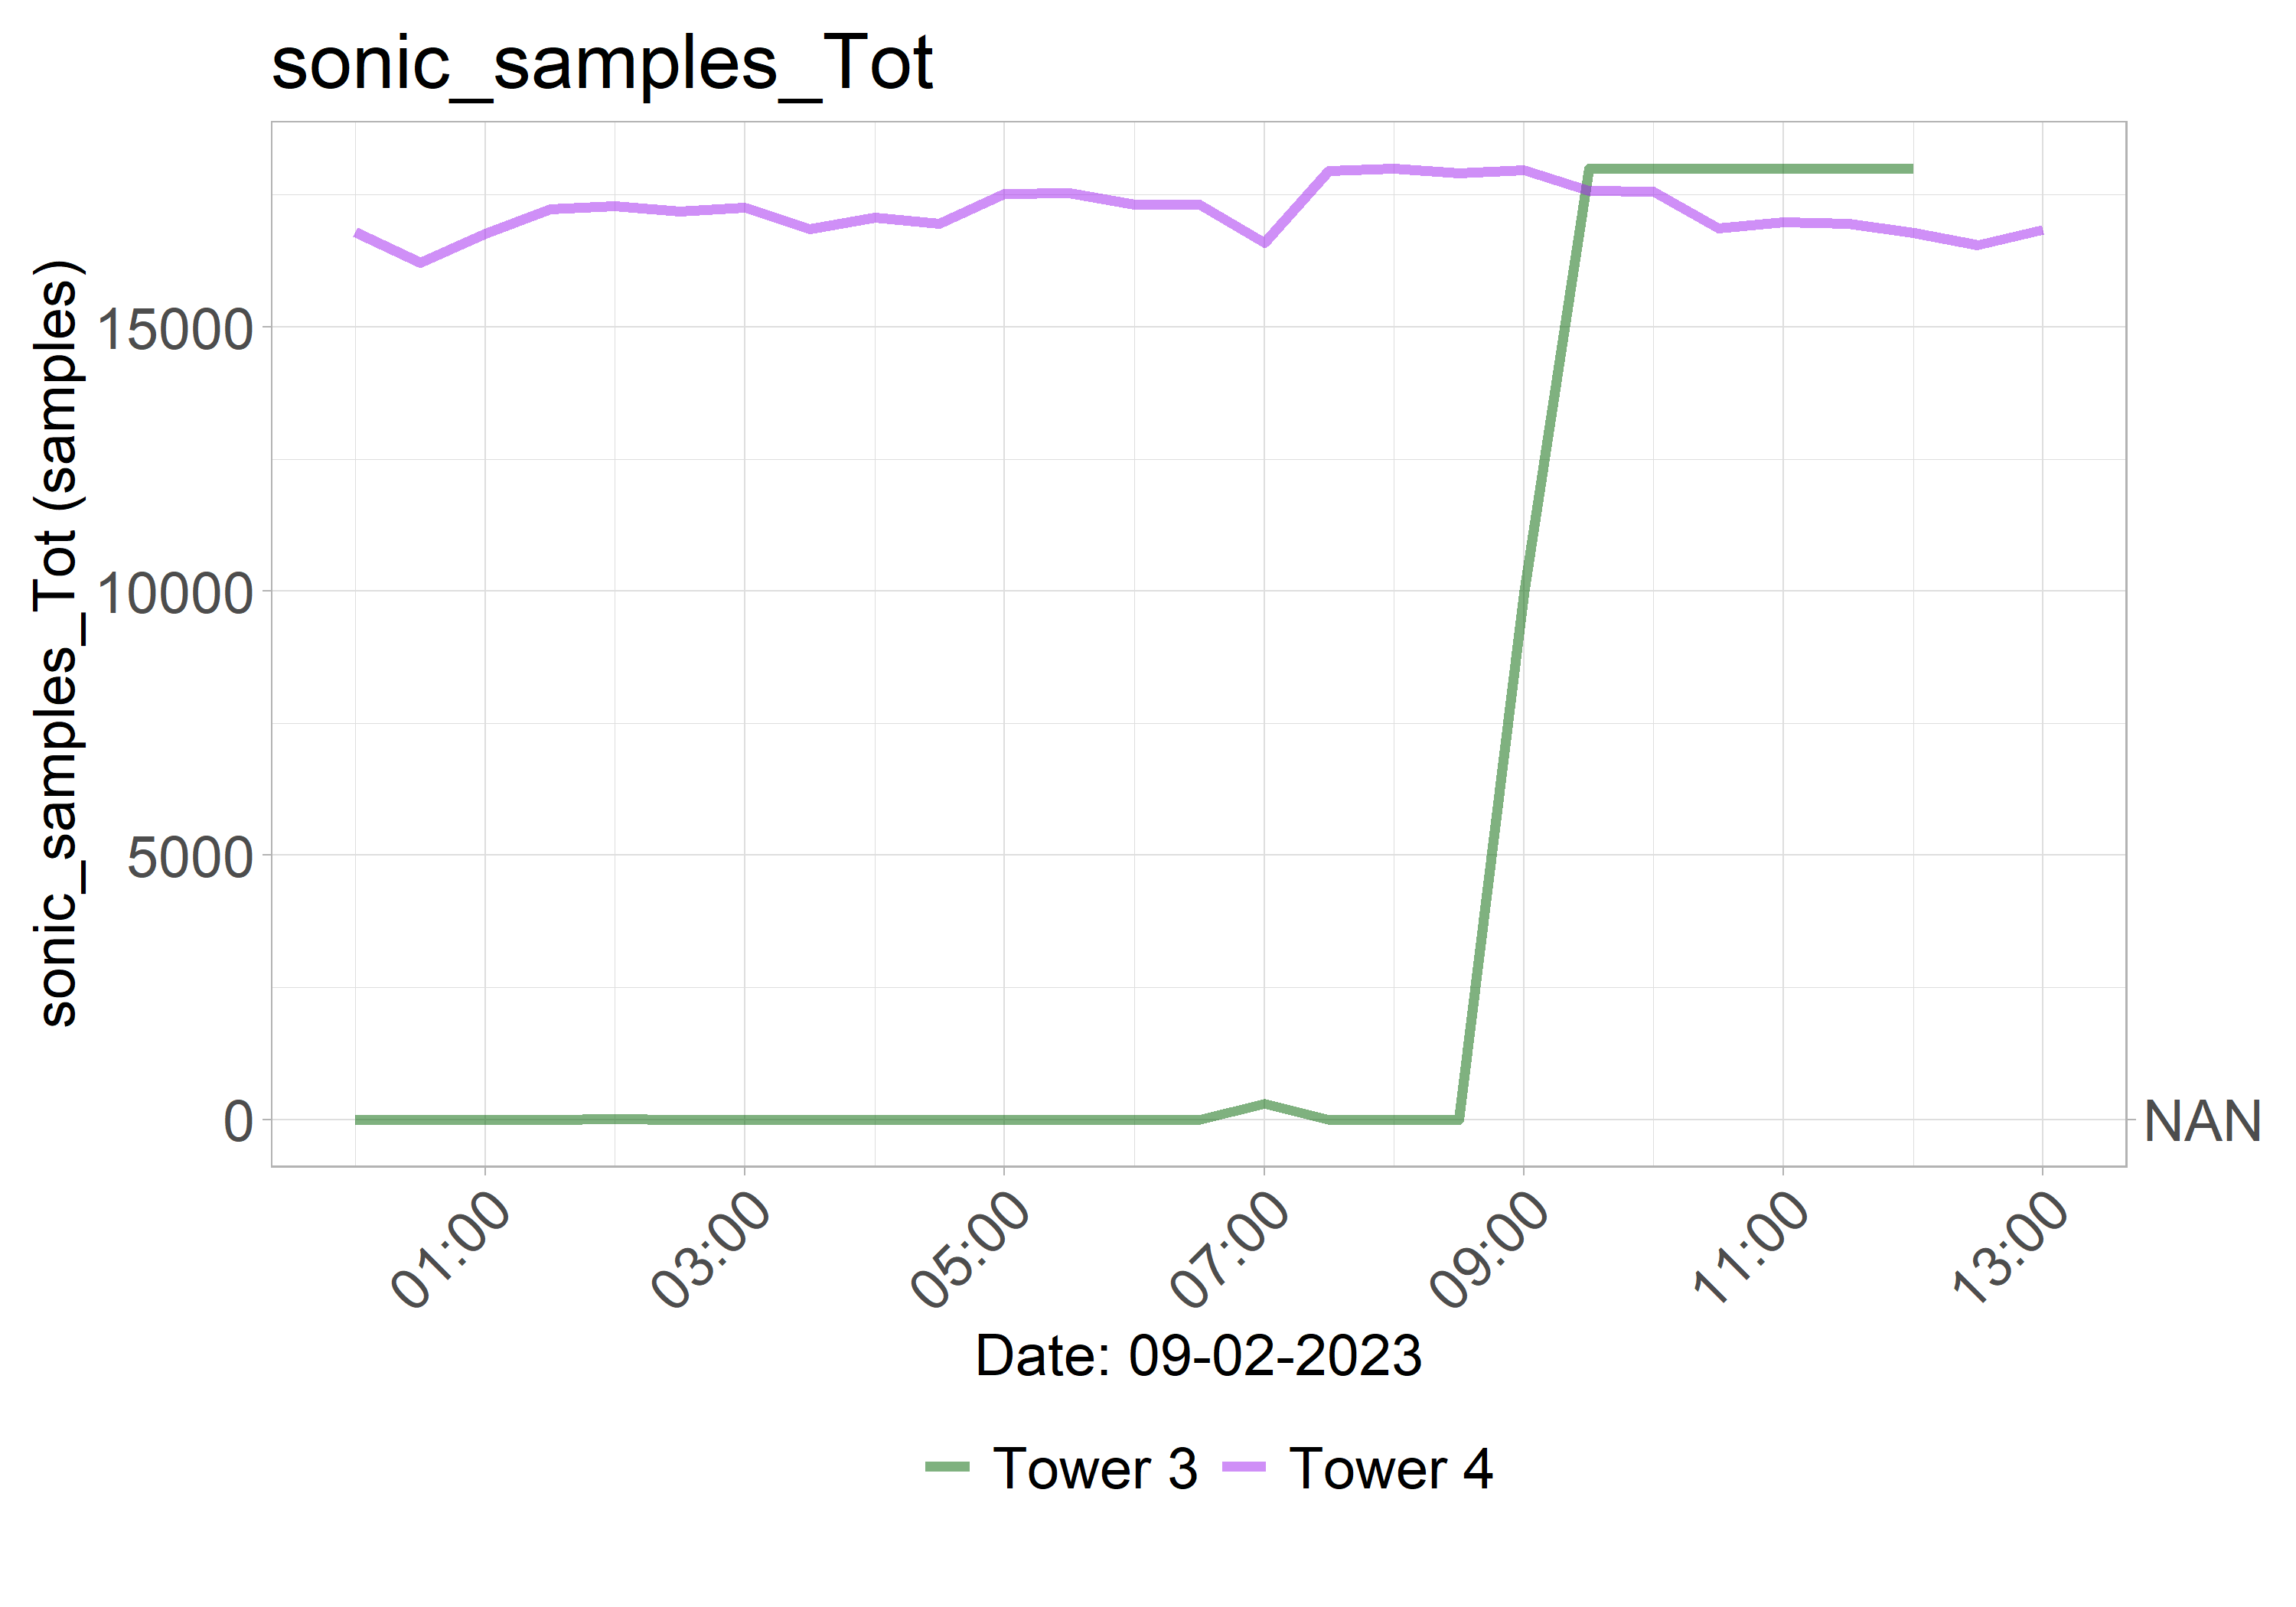 sonic_samples_Tot
sonic_samples_Tot (samples)
15000
10000
5000
0
NAN
01:00
03:00
05:00
07:00
09:00
11:00
13:00
Date: 09-02-2023
Tower 3
Tower 4